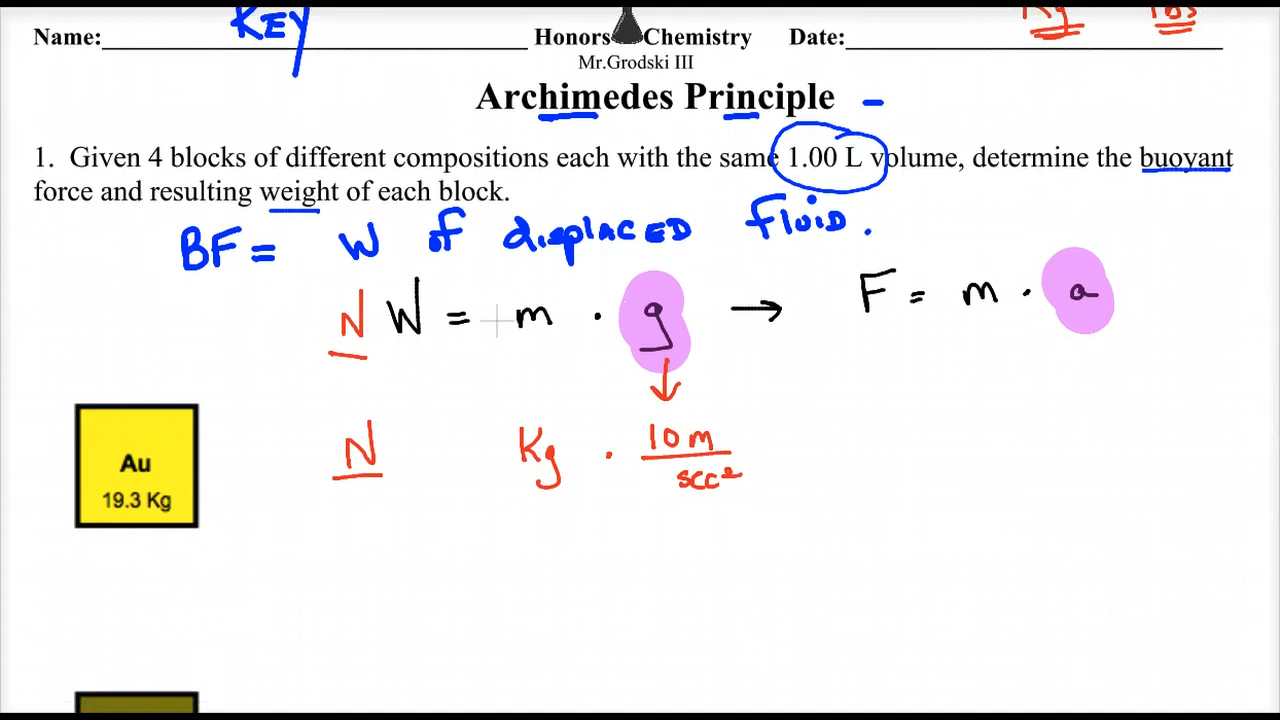 KEY
Kg lbs
Name: Honors Chemistry Date:
Mr.Grodski III
Archimedes Principle -
1. Given 4 blocks of different compositions each with the same 1.00 L volume, determine the buoyant
force and resulting weight of each block.
BF = W of displaced Fluid.
N W = m · g → F = m · a
N Kg · 10 m
sec²
Au
19.3 Kg